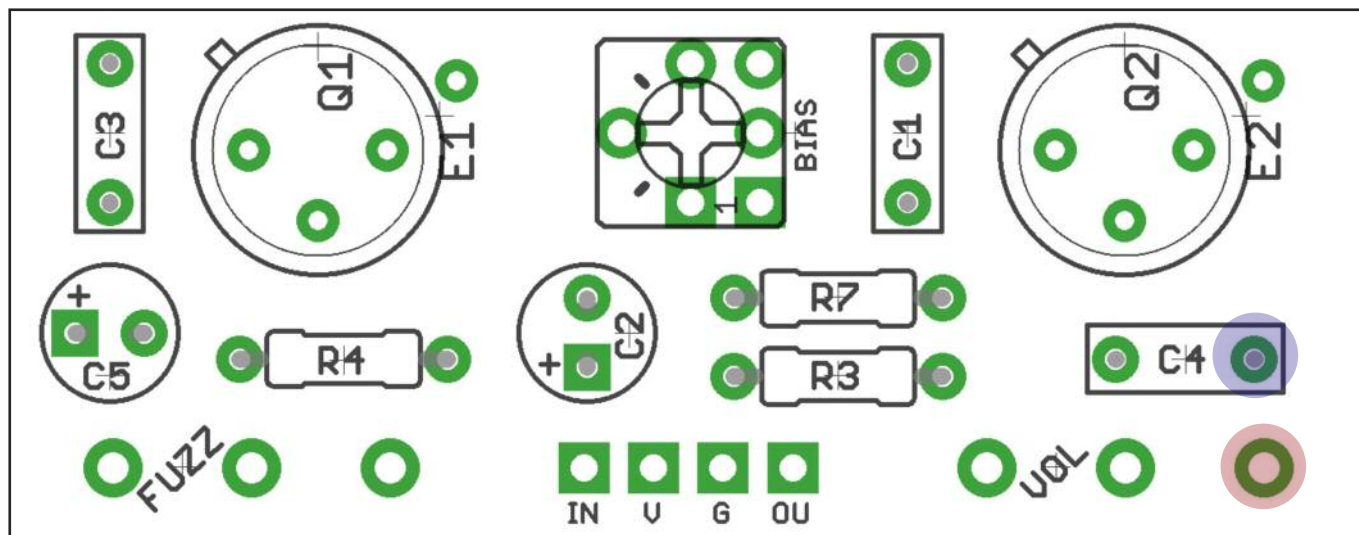 C3
Q1
E1
1
BIAS
C1
Q2
E2
+
C5
R4
+
C2
R7
R3
C4
FUZZ
IN V G OU
VOL